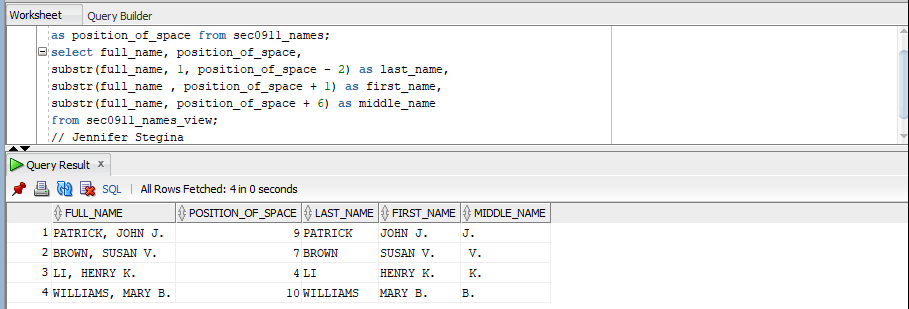 Worksheet Query Builder
as position_of_space from sec0911_names;
select full_name, position_of_space,
substr(full_name, 1, position_of_space - 2) as last_name,
substr(full_name , position_of_space + 1) as first_name,
substr(full_name, position_of_space + 6) as middle_name
from sec0911_names_view;
// Jennifer Stegina
Query Result x
SQL | All Rows Fetched: 4 in 0 seconds
FULL_NAME POSITION_OF_SPACE LAST_NAME FIRST_NAME MIDDLE_NAME
1 PATRICK, JOHN J. 9 PATRICK JOHN J. J.
2 BROWN, SUSAN V. 7 BROWN SUSAN V. V.
3 LI, HENRY K. 4 LI HENRY K. K.
4 WILLIAMS, MARY B. 10 WILLIAMS MARY B. B.